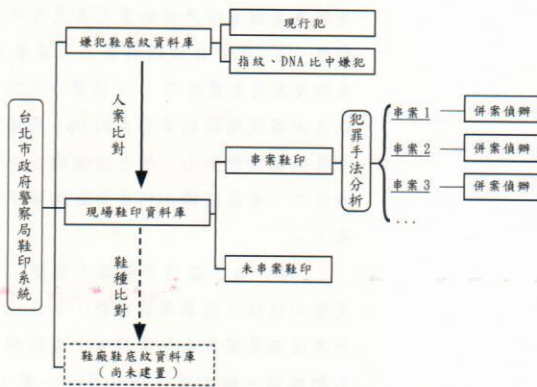 台北市政府警察局鞋印系統
嫌犯鞋底紋資料庫
現行犯
指紋、DNA 比中嫌犯
人案比對
現場鞋印資料庫
串案鞋印
未串案鞋印
犯罪手法分析
串案 1
併案偵辦
串案 2
併案偵辦
串案 3
併案偵辦
...
鞋種比對
鞋廠鞋底紋資料庫
(尚未建置)